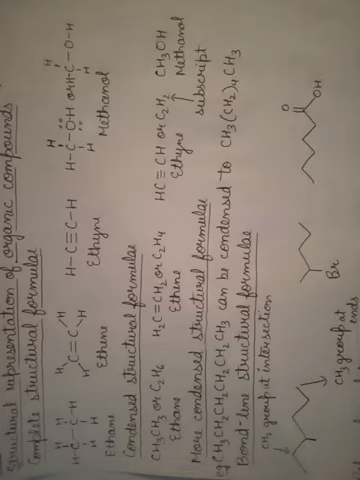 Structural representation of organic compounds
Complete structural formulae
H H H H H
H-C-C-H C=C H-C≡C-H H-C-Ö-H or H-C-O-H
H H H H H H
Ethane Ethene Ethyne Methanol
Condensed structural formulae
CH3CH3 or C2H6 H2C=CH2 or C2H4 HC≡CH or C2H2 CH3OH
Ethane Ethene Ethyne Methanol
subscript
More condensed structural formulae
eg CH3CH2CH2CH2CH2CH3 can be condensed to CH3(CH2)4CH3
Bond-line structural formulae
CH3 group at intersection
O
OH
Br
CH3 group at
ends